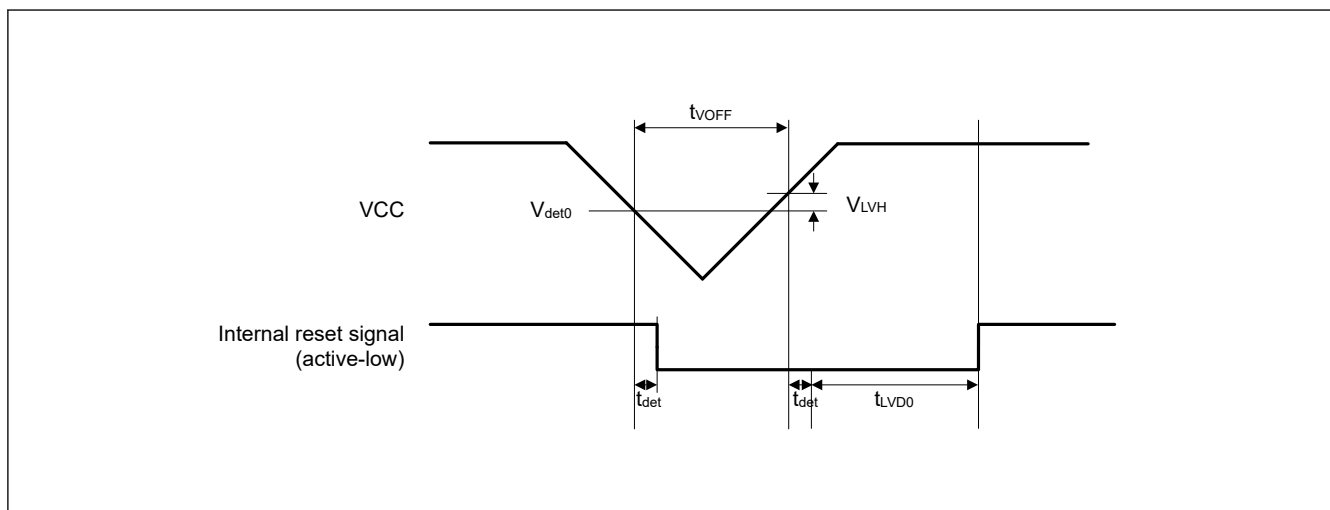 tVOFF
VCC
Vdet0
VLVH
Internal reset signal
(active-low)
tdet
tdet
tLVD0